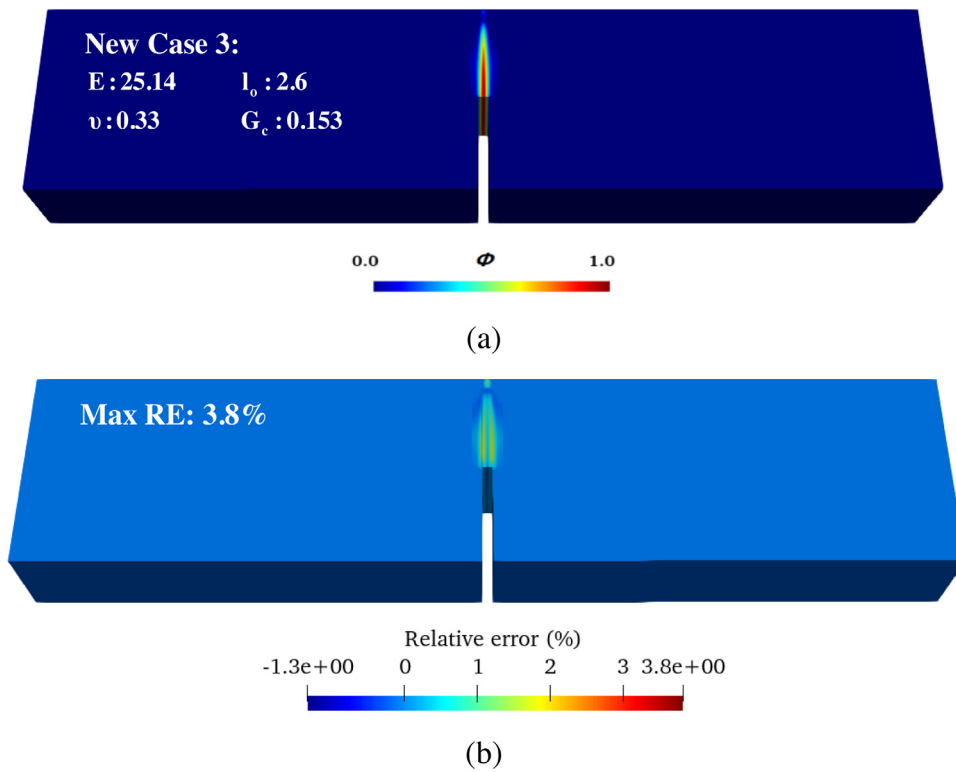 New Case 3:
E : 25.14 l₀ : 2.6
υ : 0.33 G_c : 0.153
0.0 Φ 1.0
(a)
Max RE: 3.8%
Relative error (%)
-1.3e+00 0 1 2 3 3.8e+00
(b)